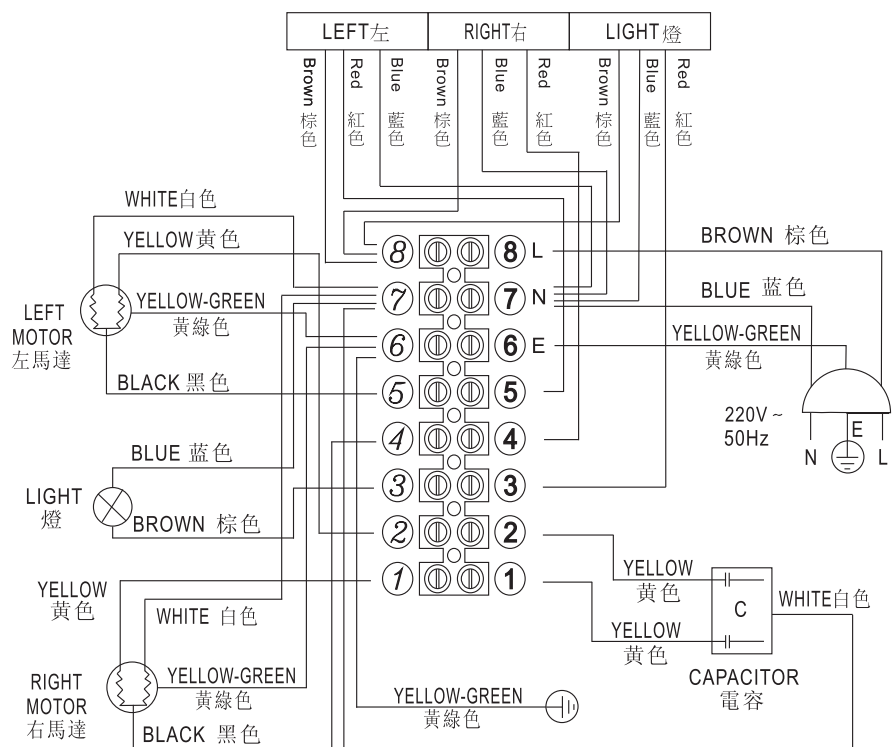 LEFT左
RIGHT右
LIGHT燈
Brown 棕色
Red 紅色
Blue 藍色
Brown 棕色
Blue 藍色
Red 紅色
Brown 棕色
Blue 藍色
Red 紅色
WHITE白色
YELLOW黄色
LEFT
MOTOR
左馬達
YELLOW-GREEN
黃綠色
BLACK 黑色
BLUE 蓝色
LIGHT
燈
BROWN 棕色
YELLOW
黄色
WHITE 白色
RIGHT
MOTOR
右馬達
YELLOW-GREEN
黃綠色
BLACK 黑色
8 8 L
7 7 N
6 6 E
5 5
4 4
3 3
2 2
1 1
BROWN 棕色
BLUE 蓝色
YELLOW-GREEN
黃綠色
220V~
50Hz
N E L
YELLOW
黄色
YELLOW
黄色
C
WHITE白色
CAPACITOR
電容
YELLOW-GREEN
黃綠色